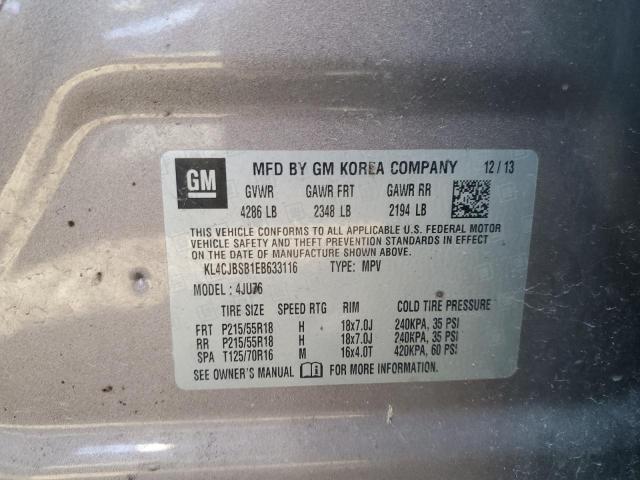 GM MFD BY GM KOREA COMPANY 12/13
GVWR GAWR FRT GAWR RR
4286 LB 2348 LB 2194 LB
THIS VEHICLE CONFORMS TO ALL APPLICABLE U.S. FEDERAL MOTOR
VEHICLE SAFETY AND THEFT PREVENTION STANDARDS IN EFFECT
ON THE DATE OF MANUFACTURE SHOWN ABOVE.
KL4CJBSB1EB633116 TYPE: MPV
MODEL: 4JU76
TIRE SIZE SPEED RTG RIM COLD TIRE PRESSURE
FRT P215/55R18 H 18x7.0J 240KPA, 35 PSI
RR P215/55R18 H 18x7.0J 240KPA, 35 PSI
SPA T125/70R16 M 16x4.0T 420KPA, 60 PSI
SEE OWNER'S MANUAL FOR MORE INFORMATION.